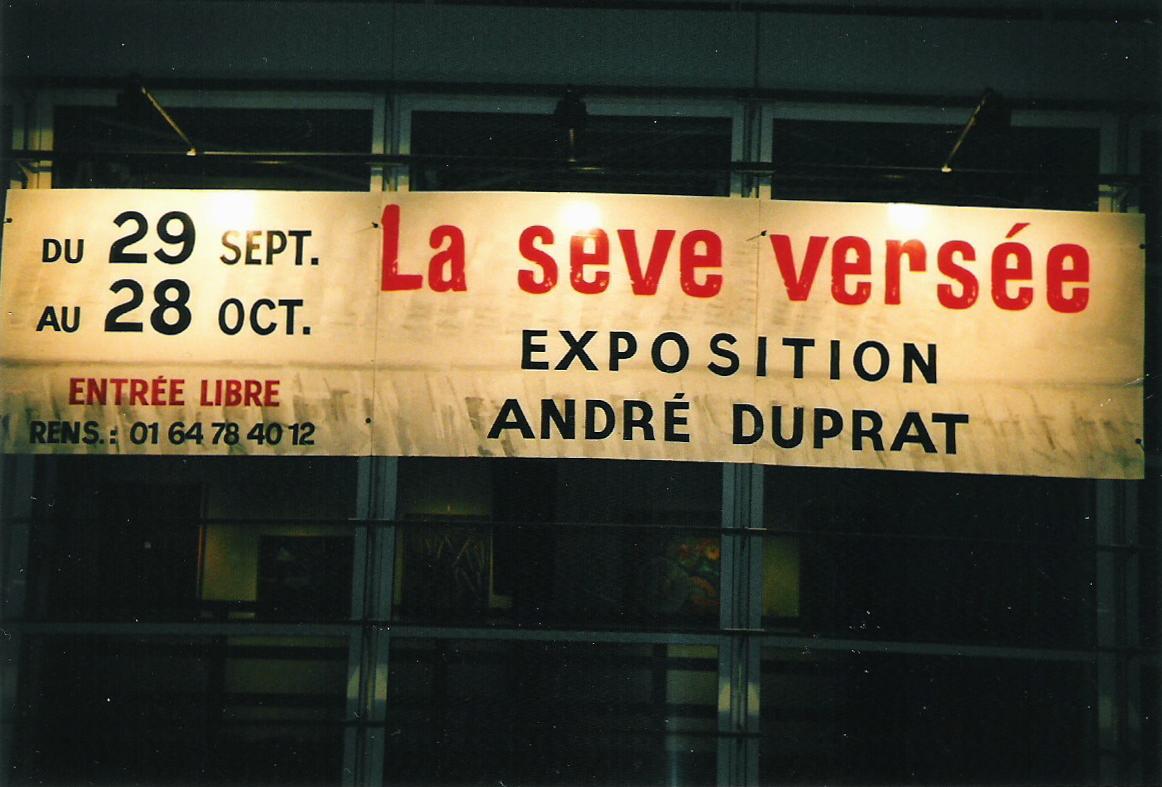 DU 29 SEPT.
AU 28 OCT.
ENTRÉE LIBRE
RENS.: 01 64 78 40 12
La seve versée
EXPOSITION
ANDRÉ DUPRAT